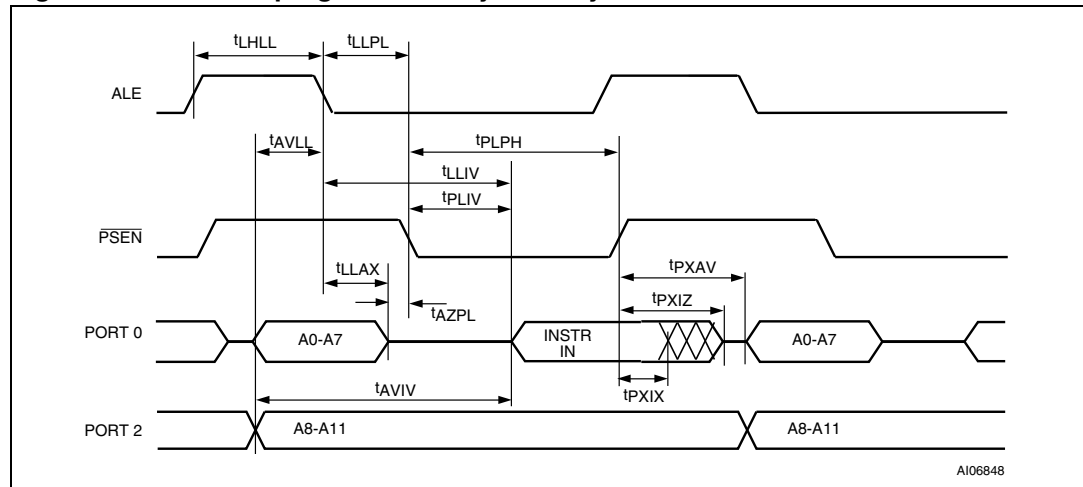 tLHLL tLLPL
ALE
tAVLL tPLPH
tLLIV
tPLIV
PSEN
tLLAX tPXAV
tPXIZ
tAZPL
PORT 0 A0-A7 INSTR IN A0-A7
tPXIX
tAVIV
PORT 2 A8-A11 A8-A11
AI06848